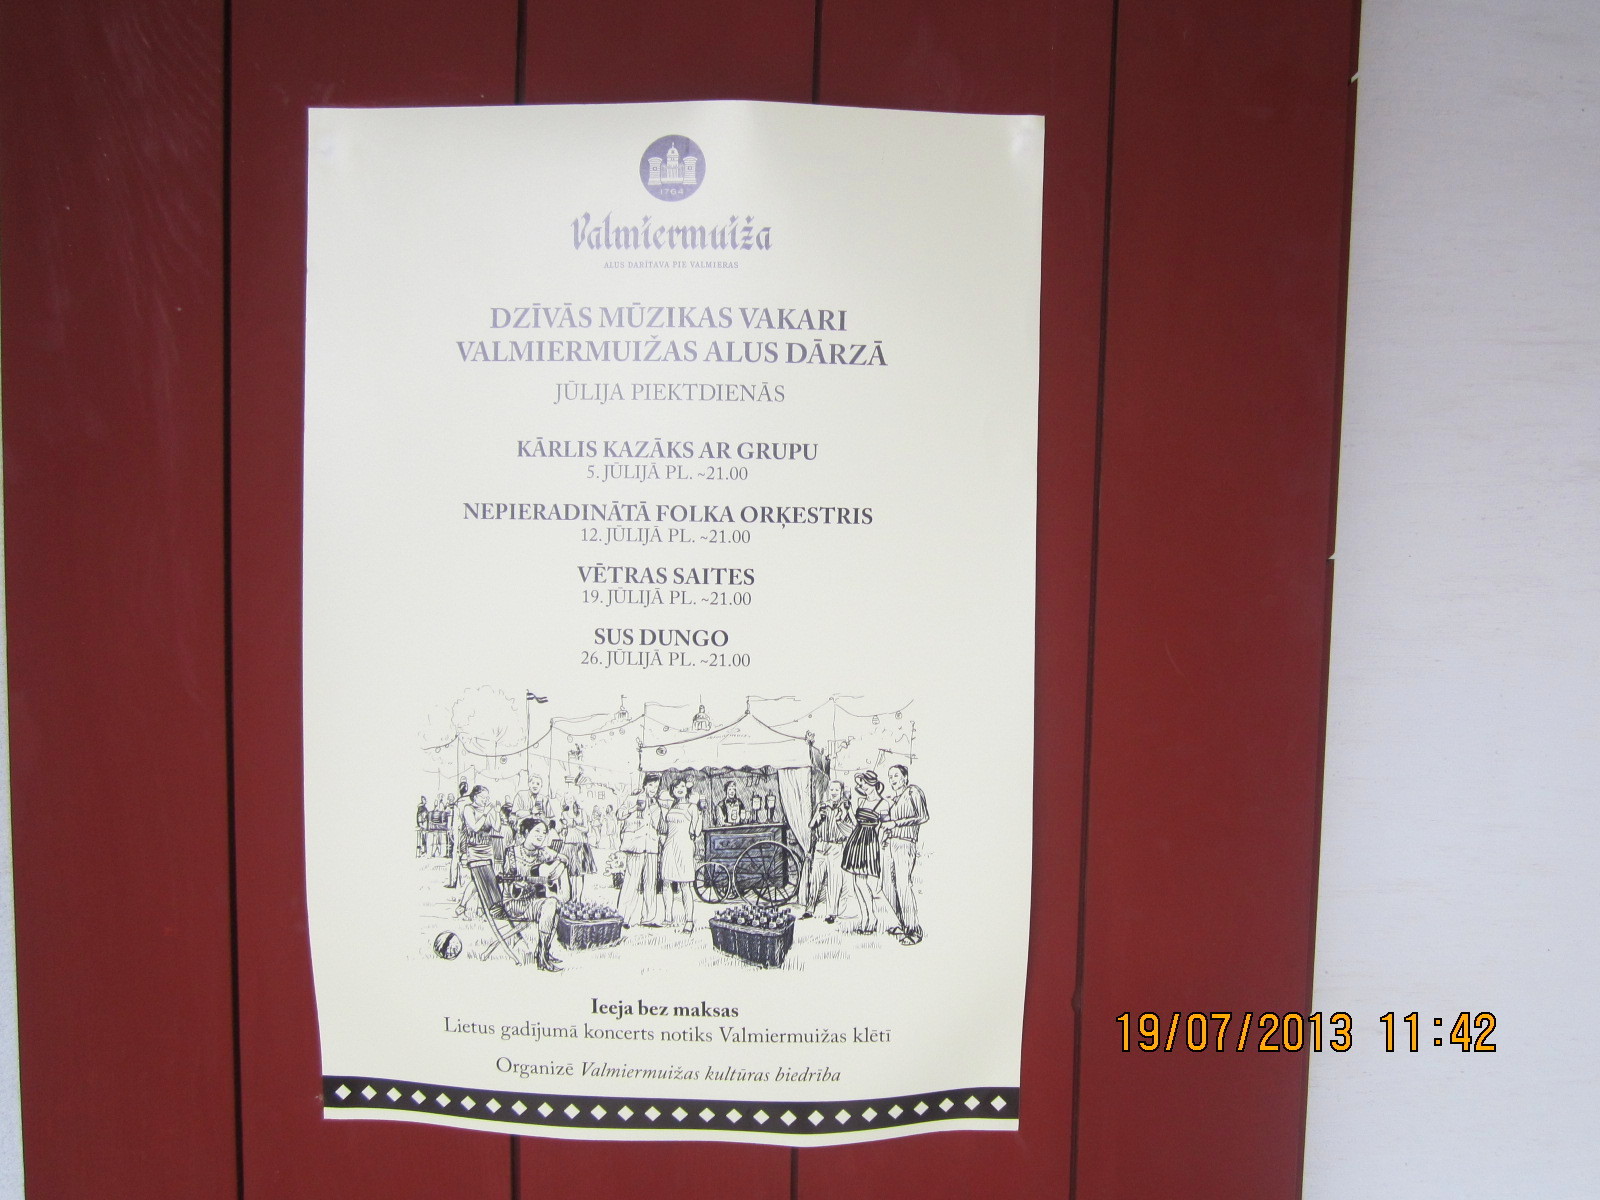 1764
Valmiermuiža
ALUS DARĪTAVA PIE VALMIERAS
DZĪVĀS MŪZIKAS VAKARI
VALMIERMUIŽAS ALUS DĀRZĀ
JŪLIJA PIEKTDIENĀS
KĀRLIS KAZĀKS AR GRUPU
5. JŪLIJĀ PL. ~21.00
NEPIERADINĀTĀ FOLKA ORĶESTRIS
12. JŪLIJĀ PL. ~21.00
VĒTRAS SAITES
19. JŪLIJĀ PL. ~21.00
SUS DUNGO
26. JŪLIJĀ PL. ~21.00
Ieeja bez maksas
Lietus gadījumā koncerts notiks Valmiermuižas klētī
Organizē Valmiermuižas kultūras biedrība
19/07/2013 11:42